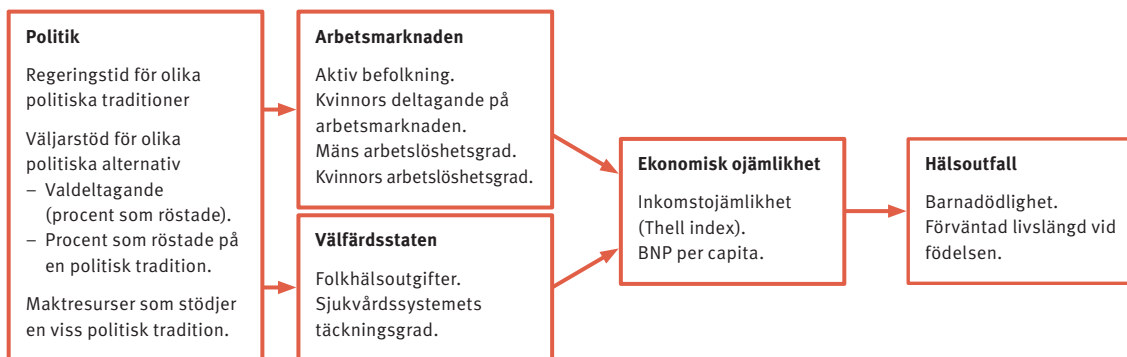 Politik
Regeringstid för olika
politiska traditioner
Väljarstöd för olika
politiska alternativ
– Valdeltagande
(procent som röstade).
– Procent som röstade på
en politisk tradition.
Maktresurser som stödjer
en viss politisk tradition.
Arbetsmarknaden
Aktiv befolkning.
Kvinnors deltagande på
arbetsmarknaden.
Mäns arbetslöshetsgrad.
Kvinnors arbetslöshetsgrad.
Välfärdsstaten
Folkhälsoutgifter.
Sjukvårdssystemets
täckningsgrad.
Ekonomisk ojämlikhet
Inkomstojämlikhet
(Thell index).
BNP per capita.
Hälsoutfall
Barnadödlighet.
Förväntad livslängd vid
födelsen.